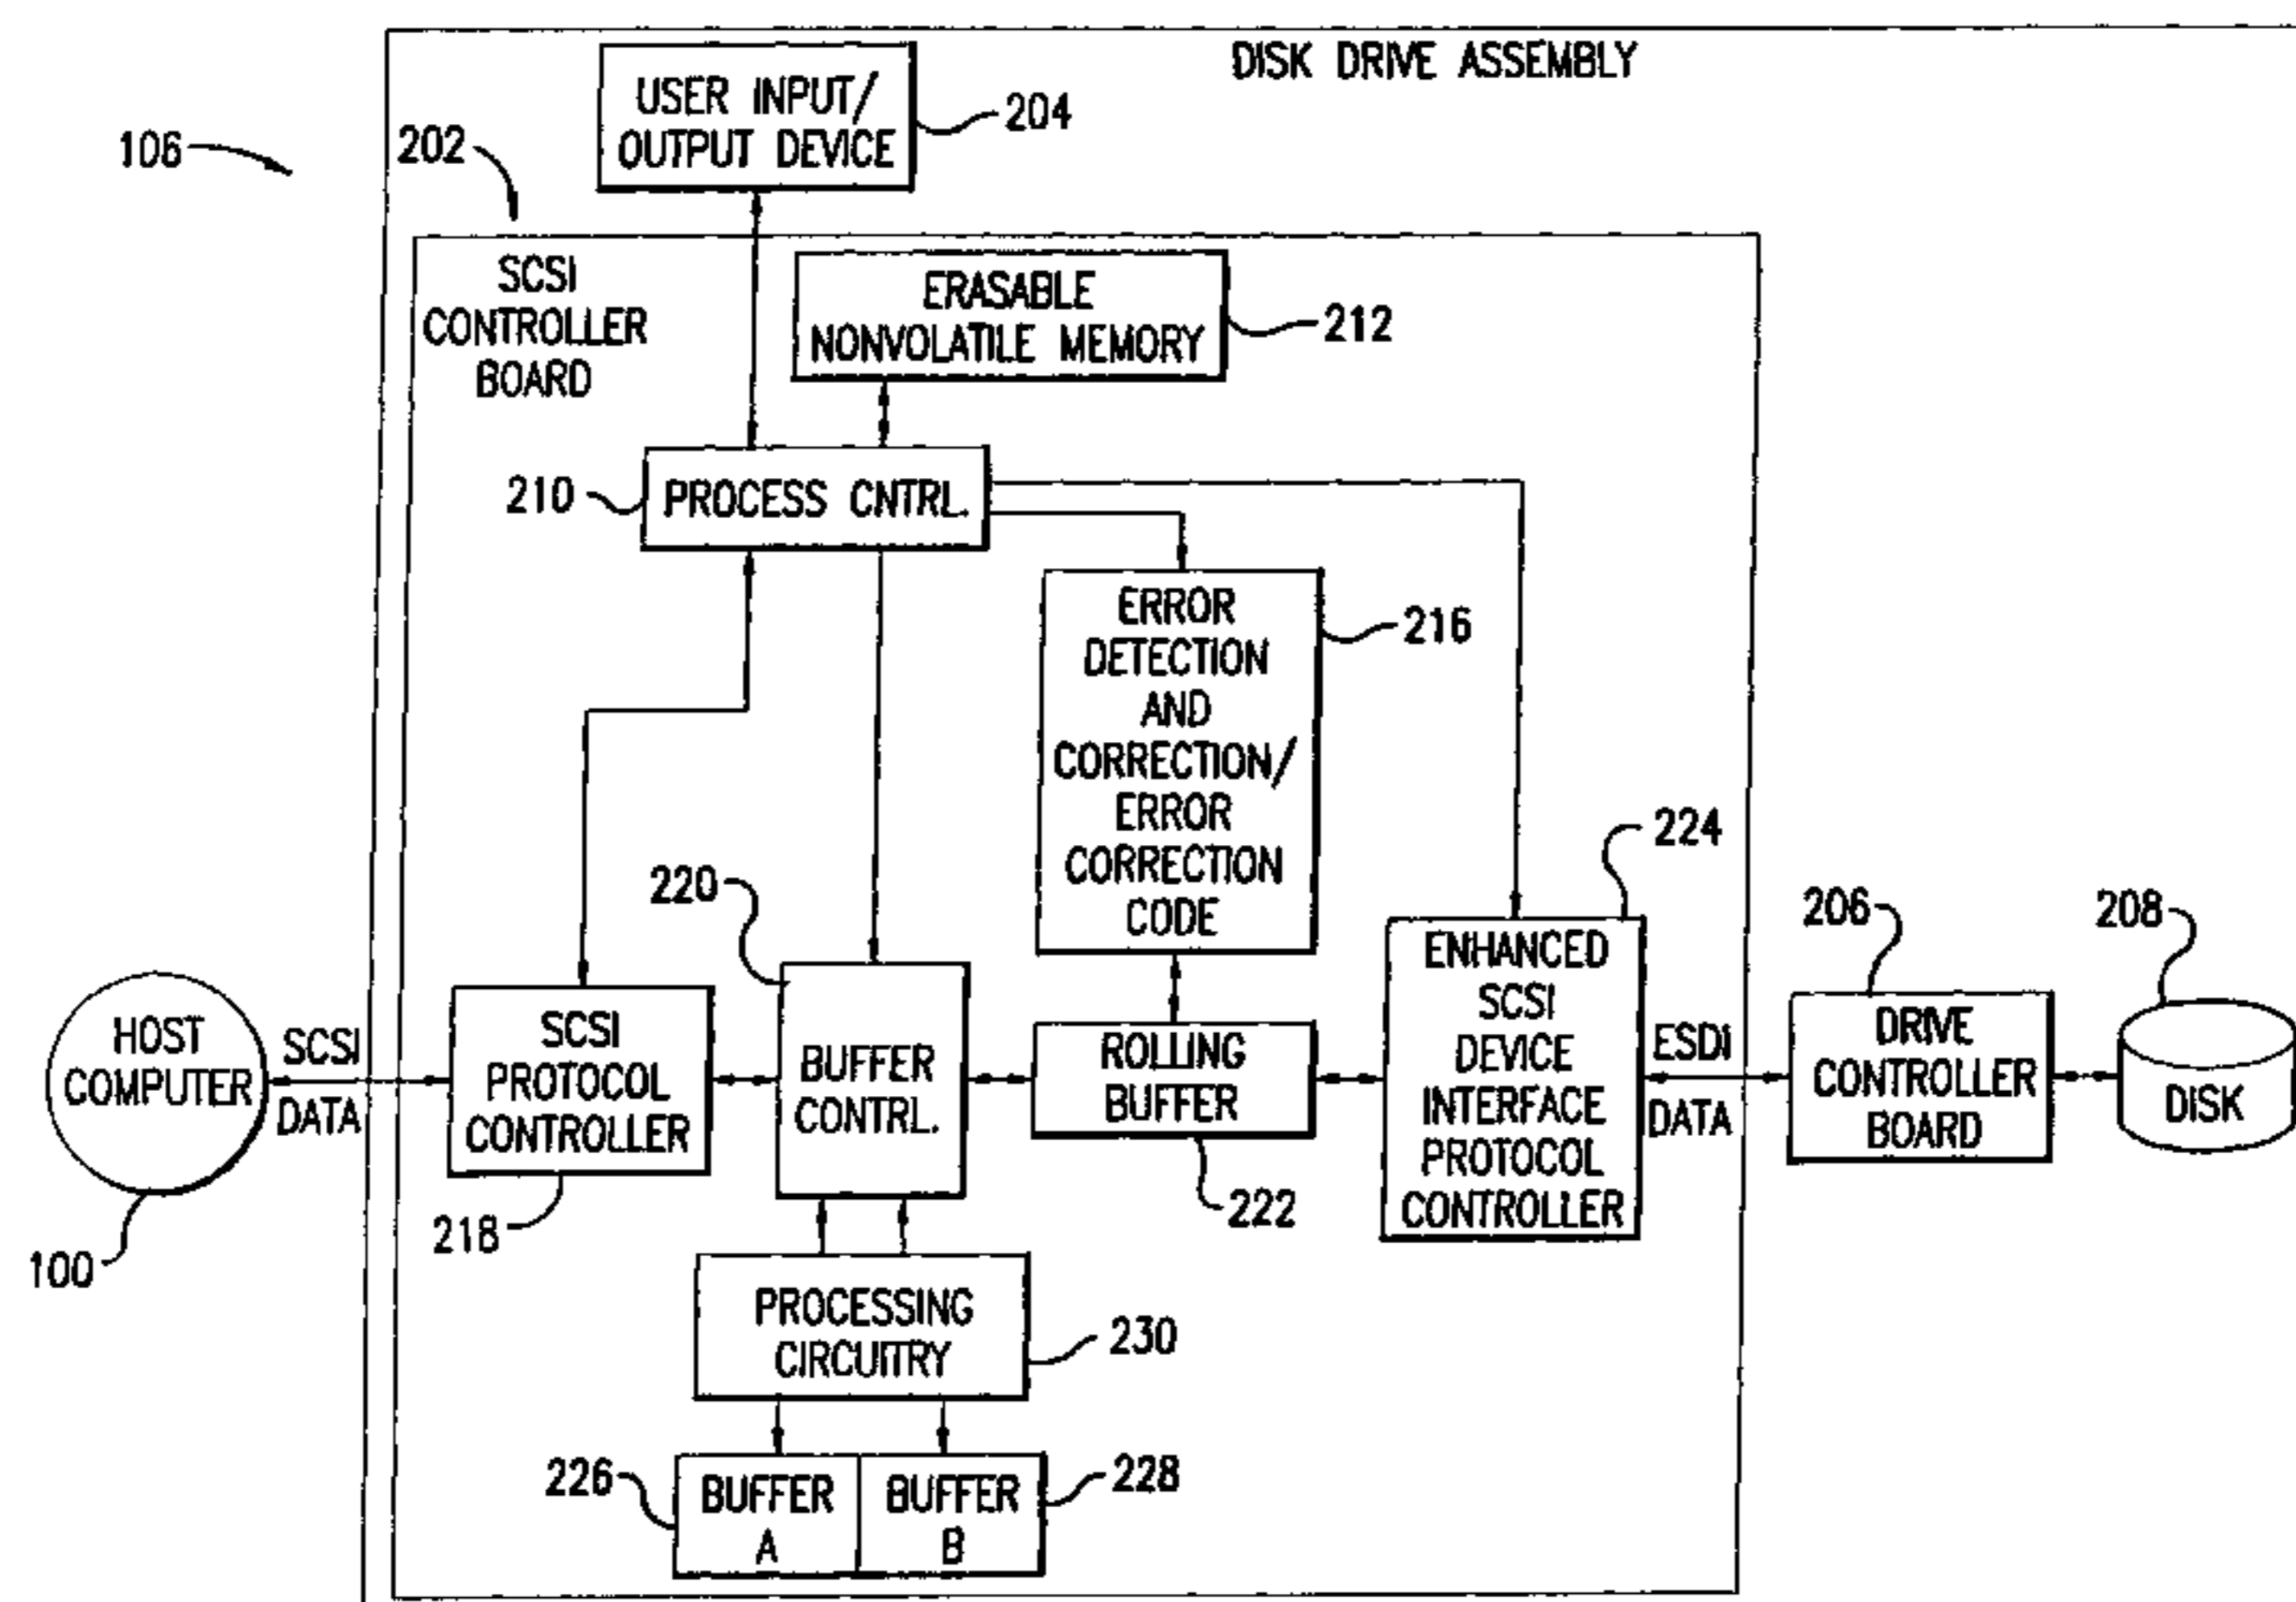 DISK DRIVE ASSEMBLY
USER INPUT/
OUTPUT DEVICE
204
106
202
SCSI
CONTROLLER
BOARD
ERASABLE
NONVOLATILE MEMORY
212
210
PROCESS CNTRL.
ERROR
DETECTION
AND
CORRECTION/
ERROR
CORRECTION
CODE
216
224
220
206
208
HOST
COMPUTER
100
SCSI
DATA
SCSI
PROTOCOL
CONTROLLER
218
BUFFER
CONTRL.
ROLLING
BUFFER
222
ENHANCED
SCSI
DEVICE
INTERFACE
PROTOCOL
CONTROLLER
ESDI
DATA
DRIVE
CONTROLLER
BOARD
DISK
PROCESSING
CIRCUITRY
230
226
BUFFER
A
BUFFER
B
228